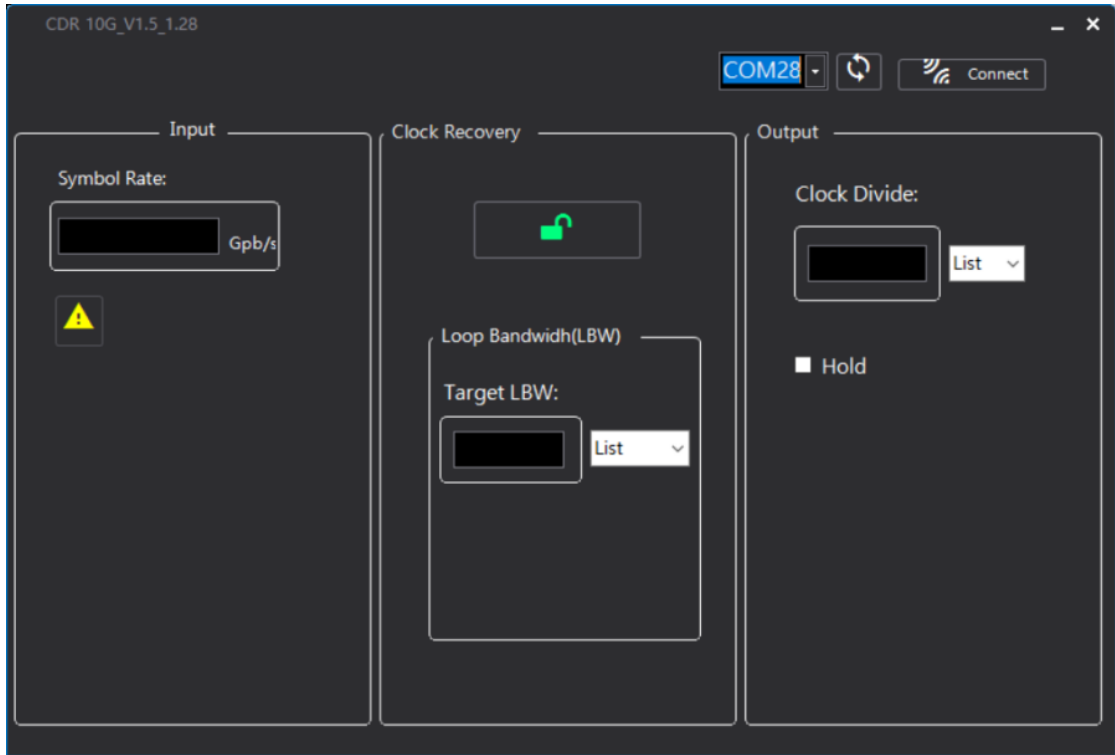 CDR 10G_V1.5_1.28
COM28
Connect
Input
Symbol Rate:
Gpb/s
Clock Recovery
Loop Bandwidh(LBW)
Target LBW:
List
Output
Clock Divide:
List
Hold